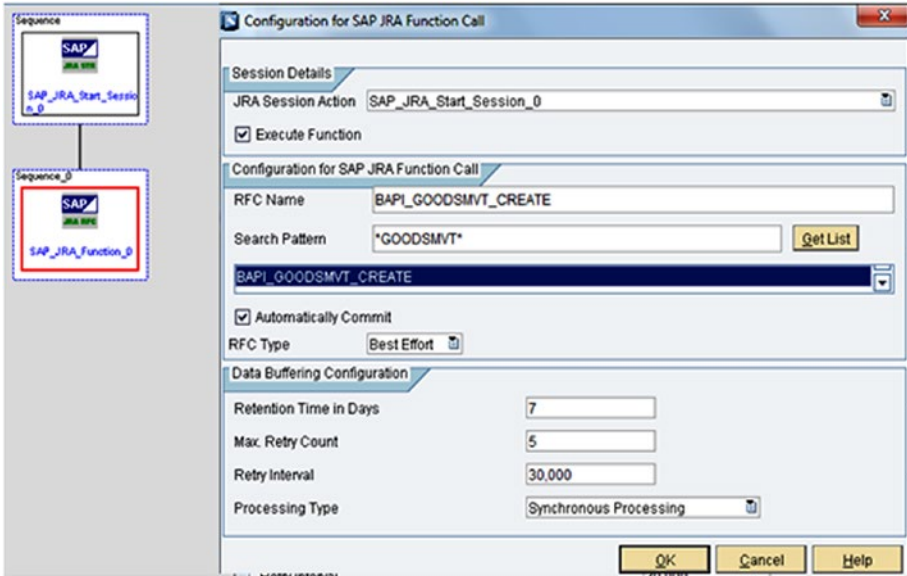 Sequence
SAP
JRA STR
SAP_JRA_Start_Sessio
n_0
Sequence_0
SAP
JRA RFC
SAP_JRA_Function_0
Configuration for SAP JRA Function Call
Session Details
JRA Session Action SAP_JRA_Start_Session_0
Execute Function
Configuration for SAP JRA Function Call
RFC Name BAPI_GOODSMVT_CREATE
Search Pattern *GOODSMVT* Get List
BAPI_GOODSMVT_CREATE
Automatically Commit
RFC Type Best Effort
Data Buffering Configuration
Retention Time in Days 7
Max. Retry Count 5
Retry Interval 30,000
Processing Type Synchronous Processing
OK Cancel Help